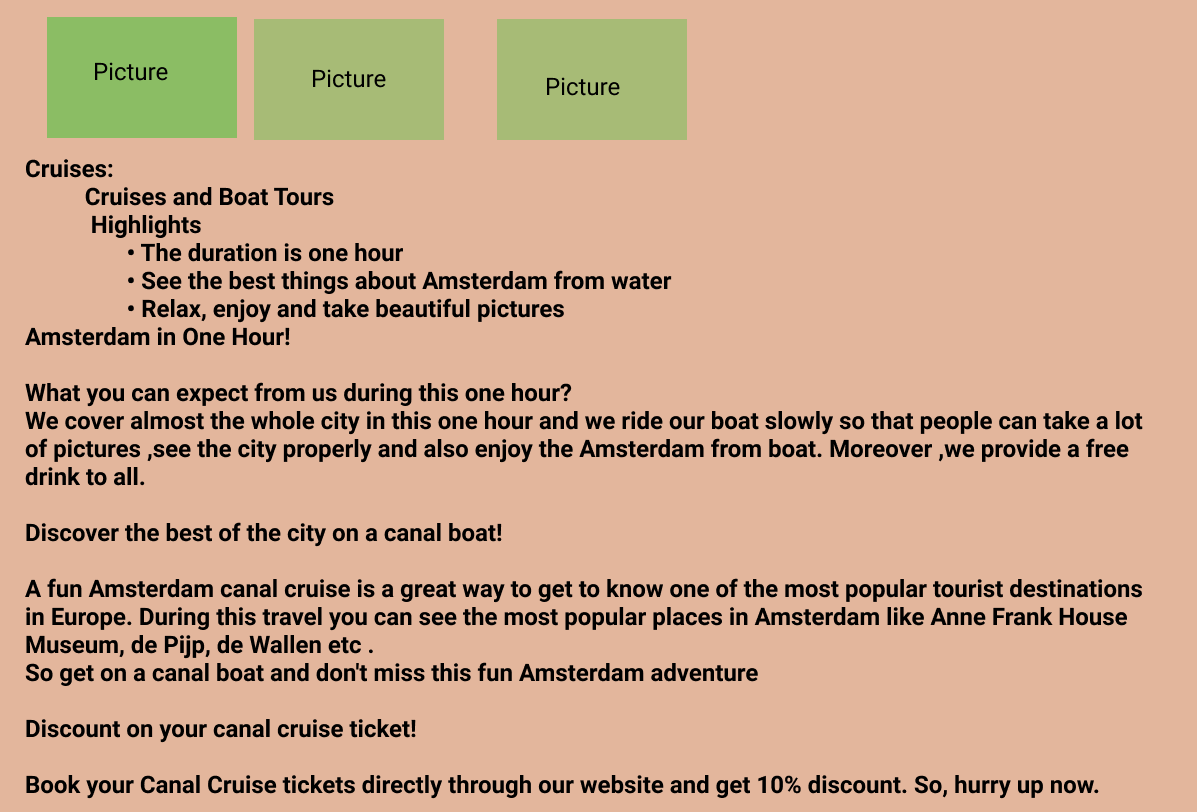 Picture
Picture
Picture
Cruises:
Cruises and Boat Tours
Highlights
• The duration is one hour
• See the best things about Amsterdam from water
• Relax, enjoy and take beautiful pictures
Amsterdam in One Hour!
What you can expect from us during this one hour?
We cover almost the whole city in this one hour and we ride our boat slowly so that people can take a lot
of pictures ,see the city properly and also enjoy the Amsterdam from boat. Moreover ,we provide a free
drink to all.
Discover the best of the city on a canal boat!
A fun Amsterdam canal cruise is a great way to get to know one of the most popular tourist destinations
in Europe. During this travel you can see the most popular places in Amsterdam like Anne Frank House
Museum, de Pijp, de Wallen etc .
So get on a canal boat and don't miss this fun Amsterdam adventure
Discount on your canal cruise ticket!
Book your Canal Cruise tickets directly through our website and get 10% discount. So, hurry up now.